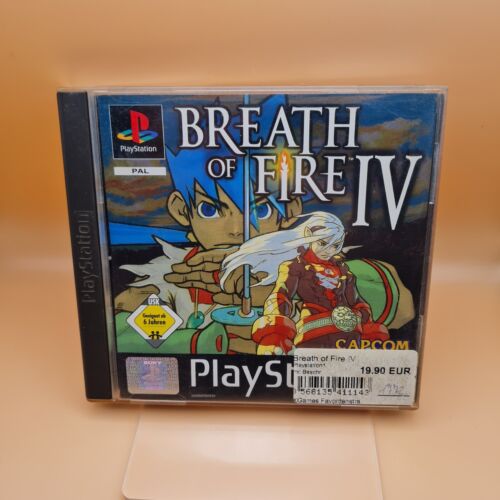 PlayStation
PAL
BREATH
OF FIRE IV
PlayStation
USK
Geeignet ab
6 Jahren
SONY
CAPCOM
PlaySt
Breath of Fire IV
19.90 EUR